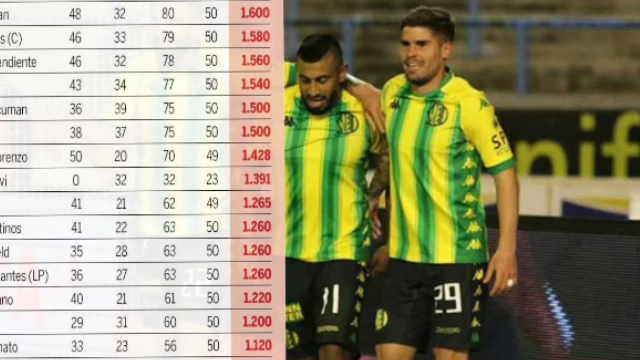 an 48 32 80 50 1.600
s (C) 46 33 79 50 1.580
endiente 46 32 78 50 1.560
43 34 77 50 1.540
cuman 36 39 75 50 1.500
38 37 75 50 1.500
orenzo 50 20 70 49 1.428
vi 0 32 32 23 1.391
41 21 62 49 1.265
tinos 41 22 63 50 1.260
eld 35 28 63 50 1.260
antes (LP) 36 27 63 50 1.260
ano 40 21 61 50 1.220
29 31 60 50 1.200
nato 33 23 56 50 1.120
29
nif